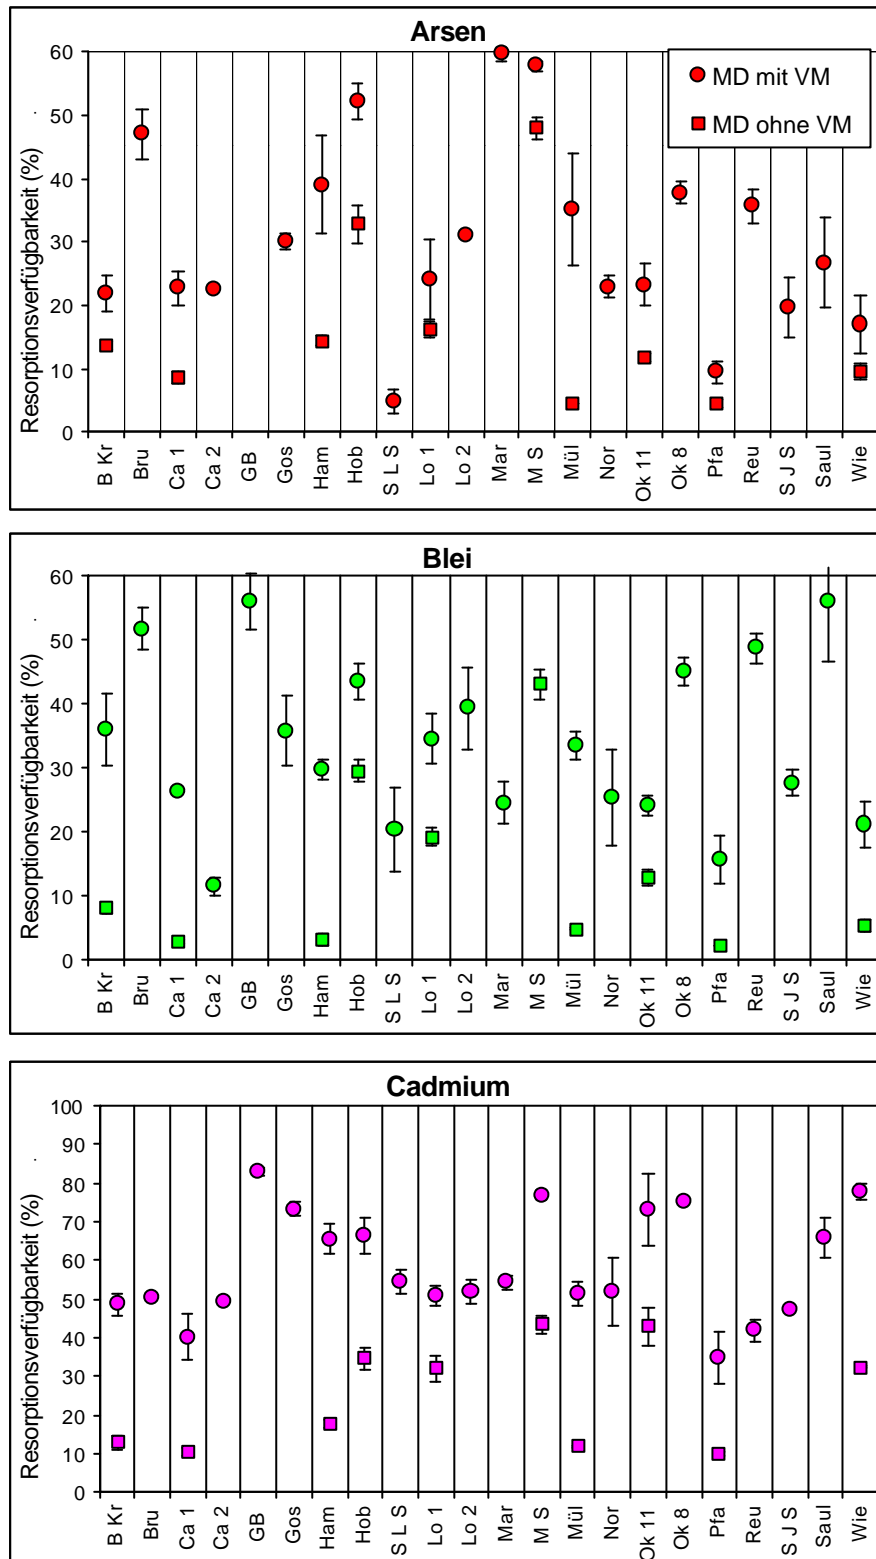 Arsen
Resorptionsverfügbarkeit (%)
60
50
40
30
20
10
0
MD mit VM
MD ohne VM
B Kr
Bru
Ca 1
Ca 2
GB
Gos
Ham
Hob
S L S
Lo 1
Lo 2
Mar
M S
Mül
Nor
Ok 11
Ok 8
Pfa
Reu
S J S
Saul
Wie
Blei
Resorptionsverfügbarkeit (%)
60
50
40
30
20
10
0
B Kr
Bru
Ca 1
Ca 2
GB
Gos
Ham
Hob
S L S
Lo 1
Lo 2
Mar
M S
Mül
Nor
Ok 11
Ok 8
Pfa
Reu
S J S
Saul
Wie
Cadmium
Resorptionsverfügbarkeit (%)
100
90
80
70
60
50
40
30
20
10
0
B Kr
Bru
Ca 1
Ca 2
GB
Gos
Ham
Hob
S L S
Lo 1
Lo 2
Mar
M S
Mül
Nor
Ok 11
Ok 8
Pfa
Reu
S J S
Saul
Wie